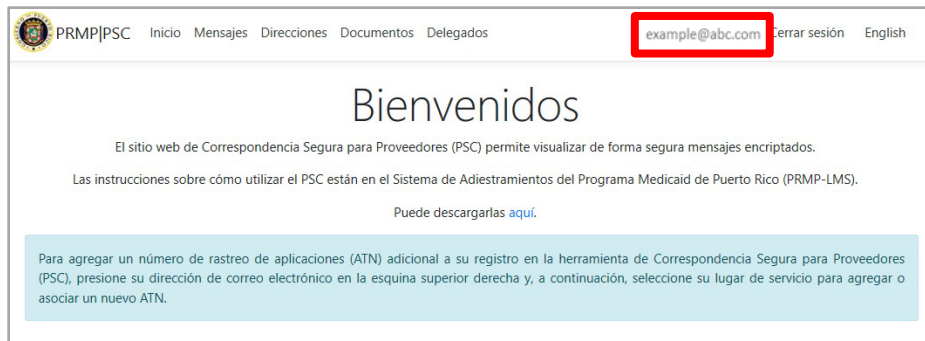 PRMP|PSC Inicio Mensajes Direcciones Documentos Delegados example@abc.com Cerrar sesión English
Bienvenidos
El sitio web de Correspondencia Segura para Proveedores (PSC) permite visualizar de forma segura mensajes encriptados.
Las instrucciones sobre cómo utilizar el PSC están en el Sistema de Adiestramientos del Programa Medicaid de Puerto Rico (PRMP-LMS).
Puede descargarlas aquí.
Para agregar un número de rastreo de aplicaciones (ATN) adicional a su registro en la herramienta de Correspondencia Segura para Proveedores
(PSC), presione su dirección de correo electrónico en la esquina superior derecha y, a continuación, seleccione su lugar de servicio para agregar o
asociar un nuevo ATN.